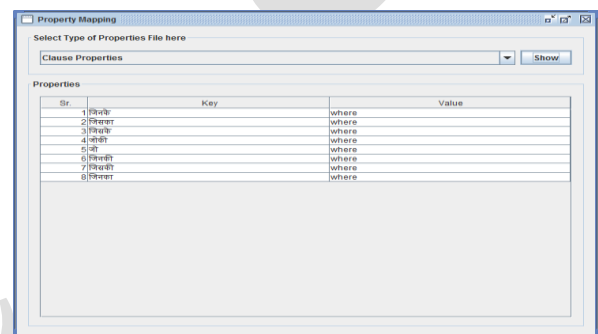 Property Mapping
Select Type of Properties File here
Clause Properties Show
Properties
Sr. Key Value
1 जिनके where
2 जिसका where
3 जिसके where
4 जोकी where
5 जो where
6 जिनकी where
7 जिसकी where
8 जिनका where